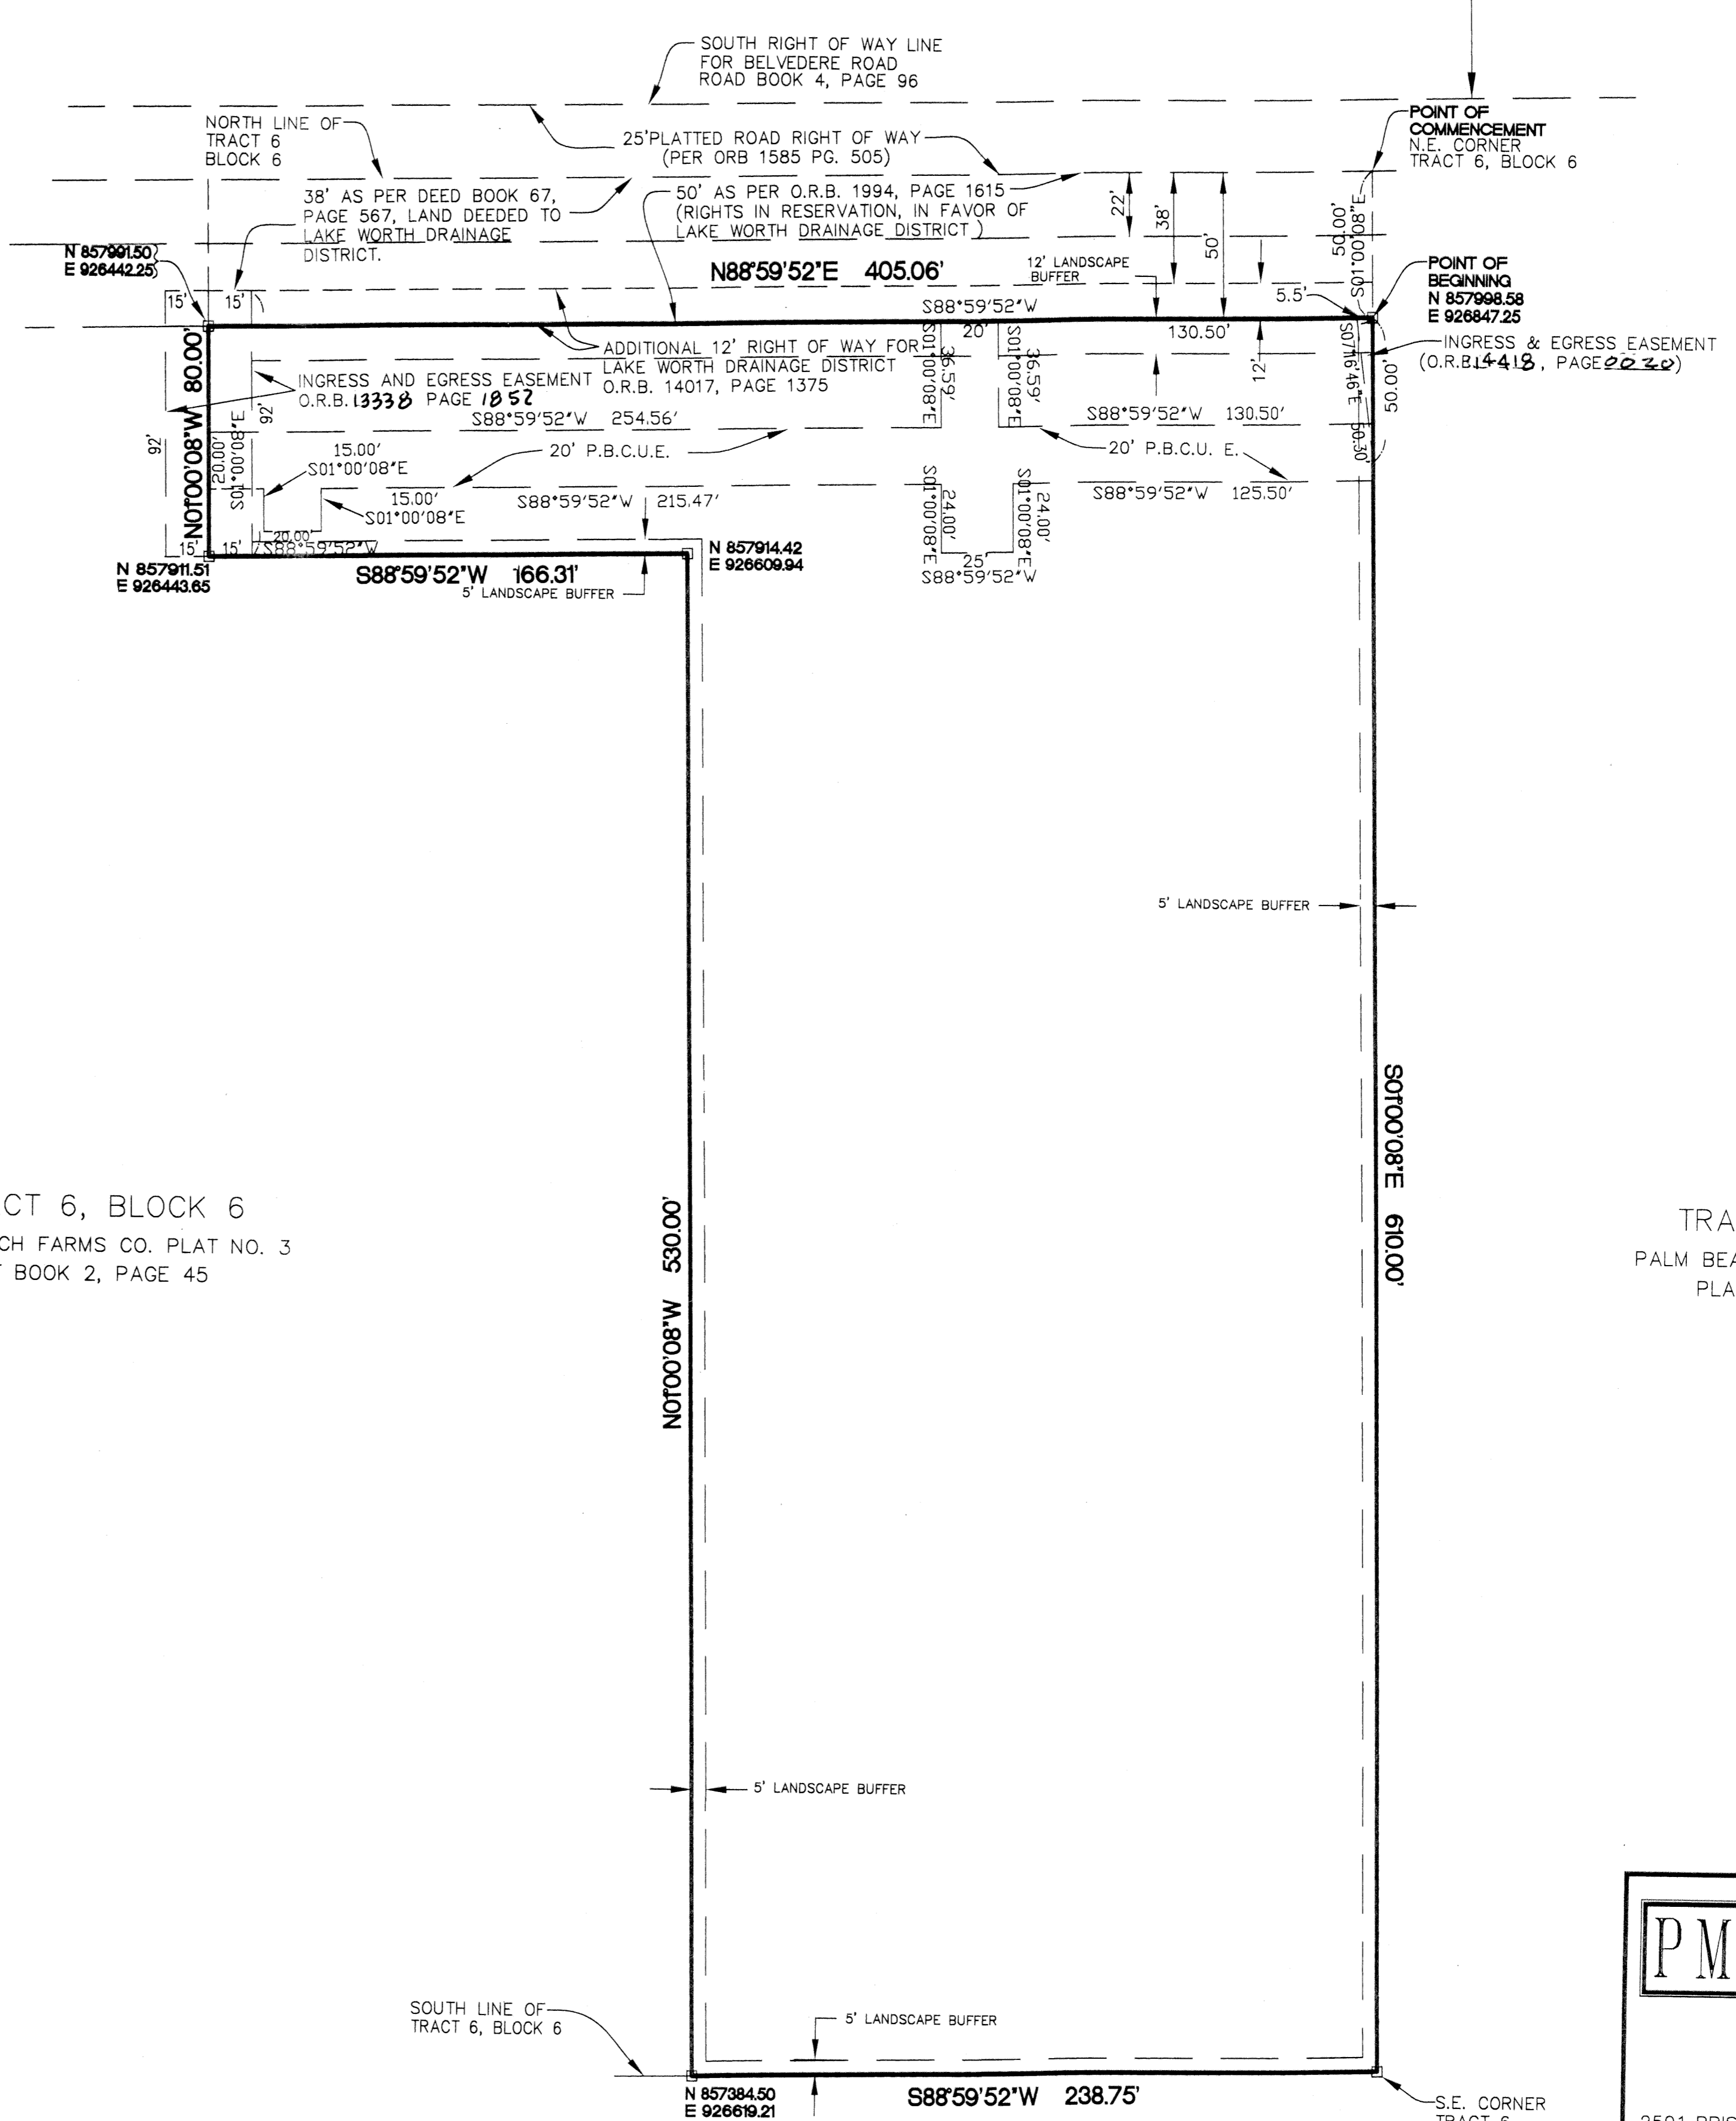 SOUTH RIGHT OF WAY LINE
FOR BELVEDERE ROAD
ROAD BOOK 4, PAGE 96
NORTH LINE OF
TRACT 6
BLOCK 6
25'PLATTED ROAD RIGHT OF WAY
(PER ORB 1585 PG. 505)
POINT OF
COMMENCEMENT
N.E. CORNER
TRACT 6, BLOCK 6
38' AS PER DEED BOOK 67,
PAGE 567, LAND DEEDED TO
LAKE WORTH DRAINAGE
DISTRICT.
50' AS PER O.R.B. 1994, PAGE 1615
(RIGHTS IN RESERVATION, IN FAVOR OF
LAKE WORTH DRAINAGE DISTRICT )
22'
38'
50'
50.00'
S01°00'08"E
N 857991.50
E 926442.25
N88°59'52"E 405.06'
12' LANDSCAPE
BUFFER
POINT OF
BEGINNING
N 857998.58
E 926847.25
5.5'
15'
15'
S88°59'52"W
20'
130.50'
INGRESS & EGRESS EASEMENT
(O.R.B.14418, PAGE 0020)
N01°00'08"W 80.00'
ADDITIONAL 12' RIGHT OF WAY FOR
LAKE WORTH DRAINAGE DISTRICT
O.R.B. 14017, PAGE 1375
INGRESS AND EGRESS EASEMENT
O.R.B. 13338 PAGE 1852
S01°00'08"E
36.59'
S01°00'08"E
36.59'
12'
S07°16'46"E
50.30'
50.00'
92'
92'
S88°59'52"W 254.56'
S88°59'52"W 130.50'
20.00'
S01°00'08"E
15.00'
S01°00'08"E
20' P.B.C.U.E.
20' P.B.C.U. E.
15.00'
S01°00'08"E
S88°59'52"W 215.47'
S01°00'08"E
24.00'
S01°00'08"E
24.00'
S88°59'52"W 125.50'
20.00'
S88°59'52"W
15'
15'
25'
S88°59'52"W
N 857911.51
E 926443.65
S88°59'52"W 166.31'
5' LANDSCAPE BUFFER
N 857914.42
E 926609.94
5' LANDSCAPE BUFFER
S01°00'08"E 610.00'
N01°00'08"W 530.00'
CT 6, BLOCK 6
CH FARMS CO. PLAT NO. 3
T BOOK 2, PAGE 45
TRA
PALM BEA
PLA
5' LANDSCAPE BUFFER
PM
SOUTH LINE OF
TRACT 6, BLOCK 6
5' LANDSCAPE BUFFER
N 857384.50
E 926619.21
S88°59'52"W 238.75'
S.E. CORNER
TRACT 6